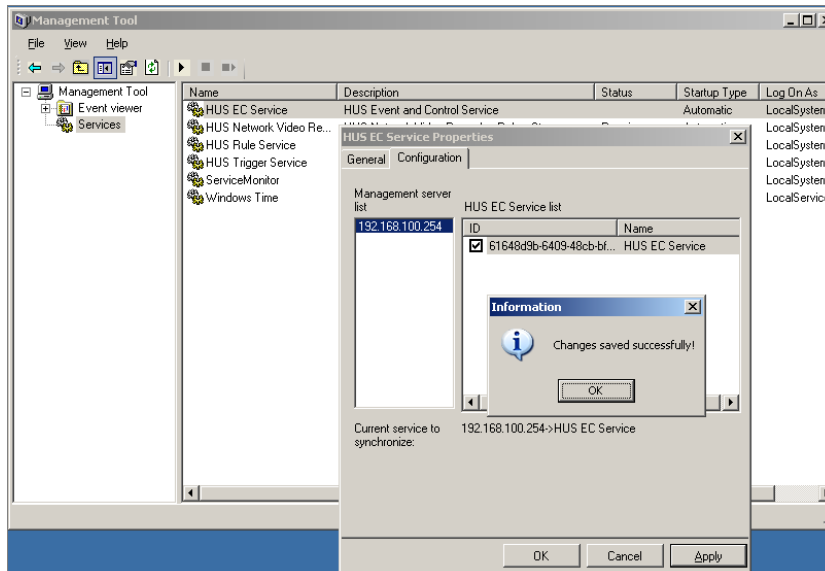 Management Tool
File View Help
Management Tool
Event viewer
Services
Name Description Status Startup Type Log On As
HUS EC Service HUS Event and Control Service Automatic LocalSystem
HUS Network Video Re... LocalSystem
HUS Rule Service LocalSystem
HUS Trigger Service LocalSystem
ServiceMonitor LocalSystem
Windows Time LocalService
HUS EC Service Properties
General Configuration
Management server
list
HUS EC Service list
192.168.100.254
ID Name
61648d9b-6409-48cb-bf... HUS EC Service
Information
Changes saved successfully!
OK
Current service to
synchronize:
192.168.100.254->HUS EC Service
OK Cancel Apply